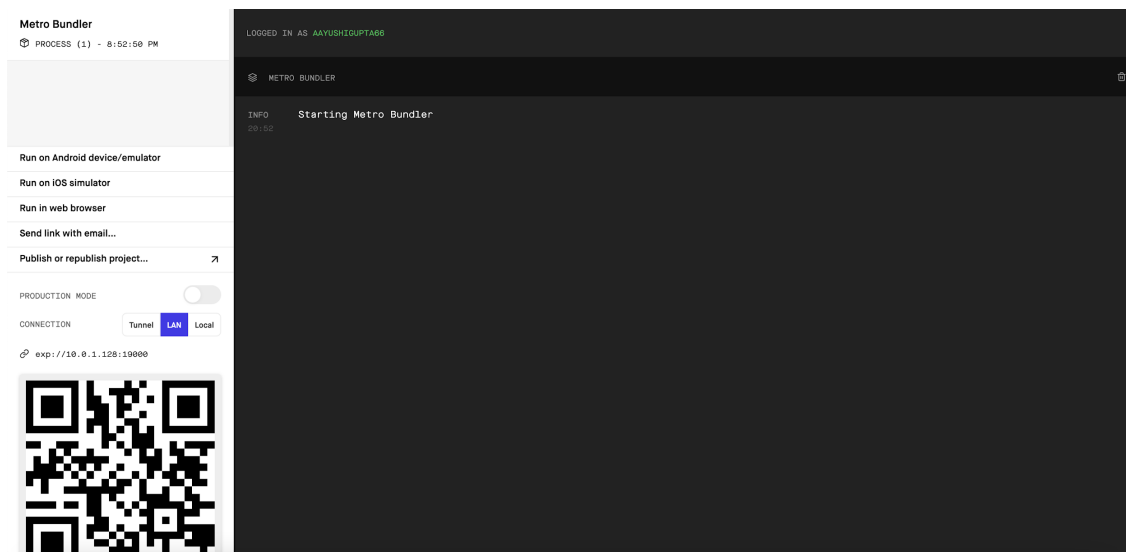 Metro Bundler
PROCESS (1) - 8:52:50 PM
Run on Android device/emulator
Run on iOS simulator
Run in web browser
Send link with email...
Publish or republish project...
PRODUCTION MODE
CONNECTION Tunnel LAN Local
exp://10.0.1.128:19000
LOGGED IN AS AAYUSHIGUPTA66
METRO BUNDLER
INFO Starting Metro Bundler
20:52